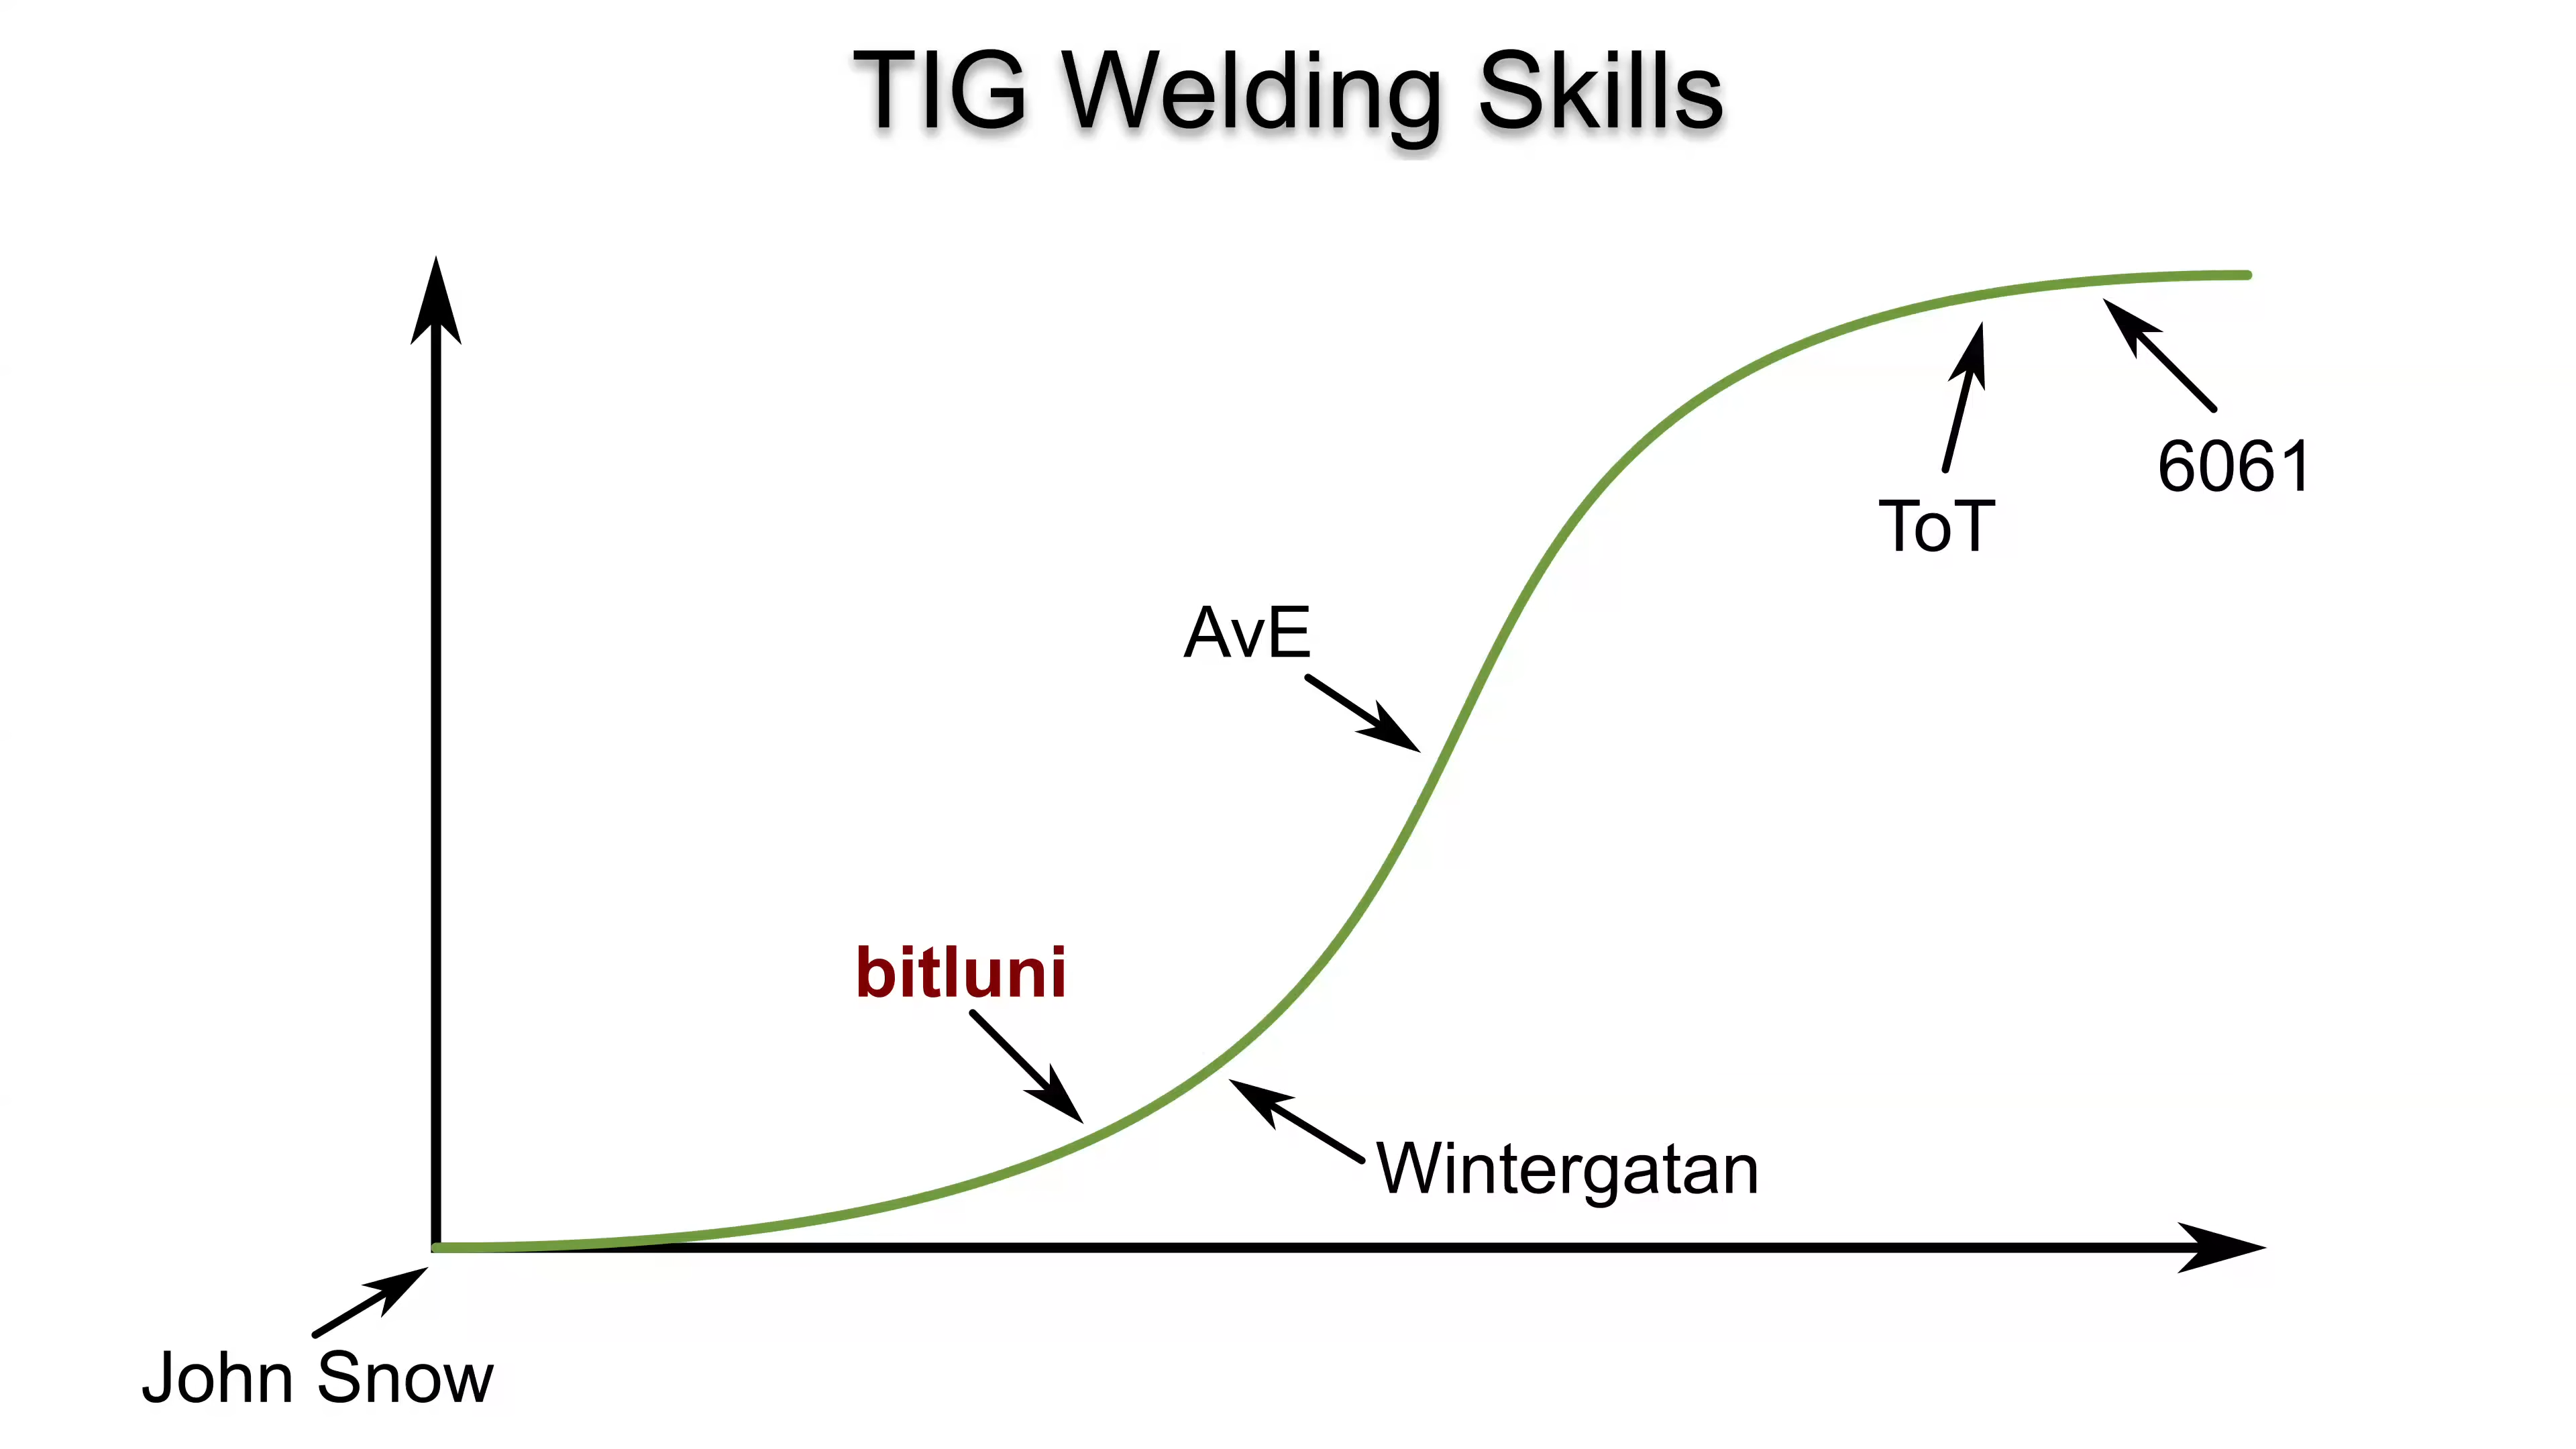 TIG Welding Skills
6061
ToT
AvE
bitluni
Wintergatan
John Snow